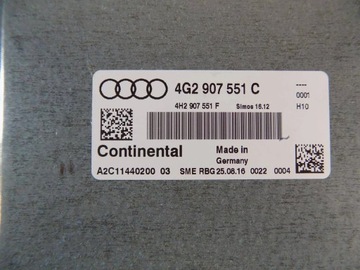 4G2 907 551 C
----
0001
4H2 907 551 F Simos 16.12 H10
Continental
Made in
Germany
A2C11440200 03 SME RBG 25.08.16 0022 0004